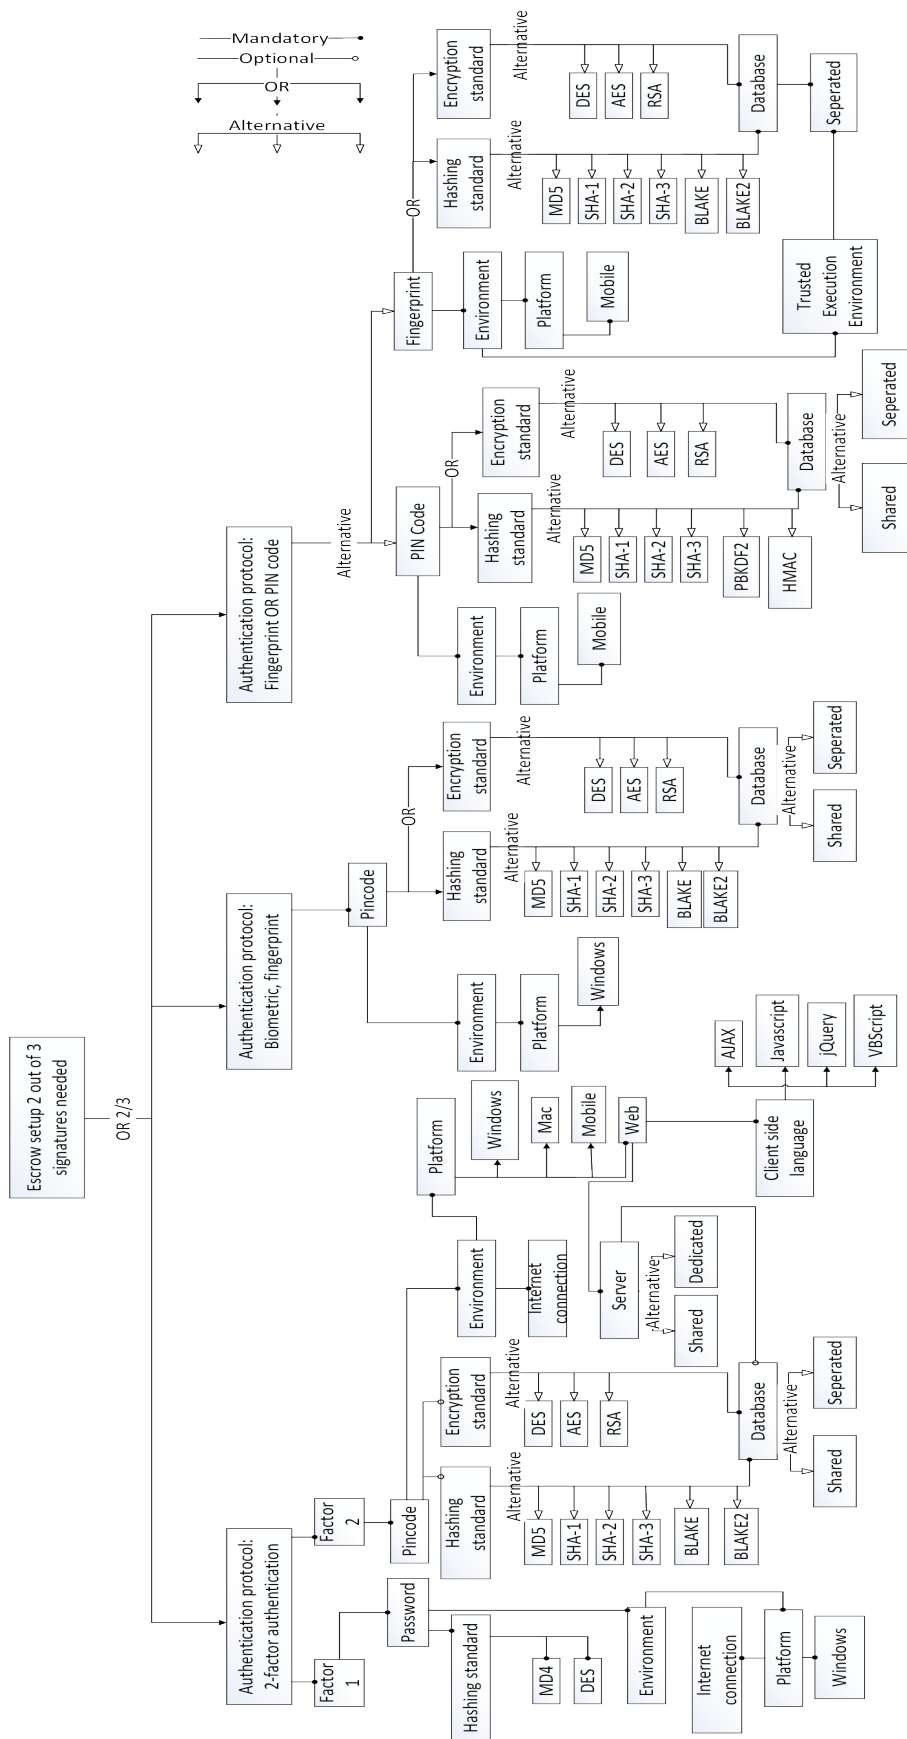 Mandatory
Optional
OR
Alternative
Escrow setup 2 out of 3
signatures needed
OR 2/3
Authentication protocol:
2-factor authentication
Factor
1
Password
Hashing standard
MD4
DES
Environment
Internet
connection
Platform
Windows
Factor
2
Pincode
Hashing
standard
Alternative
MD5
SHA-1
SHA-2
SHA-3
BLAKE
BLAKE2
Encryption
standard
Alternative
DES
AES
RSA
Database
Alternative
Shared
Seperated
Environment
Internet
connection
Platform
Windows
Mac
Mobile
Web
Server
Alternative
Shared
Dedicated
Client side
language
AJAX
Javascript
jQuery
VBScript
Authentication protocol:
Biometric, fingerprint
Pincode
Environment
Platform
Windows
OR
Hashing
standard
Alternative
MD5
SHA-1
SHA-2
SHA-3
BLAKE
BLAKE2
Encryption
standard
Alternative
DES
AES
RSA
Database
Alternative
Shared
Seperated
Authentication protocol:
Fingerprint OR PIN code
Alternative
PIN Code
Environment
Platform
Mobile
OR
Hashing
standard
Alternative
MD5
SHA-1
SHA-2
SHA-3
PBKDF2
HMAC
Encryption
standard
Alternative
DES
AES
RSA
Database
Alternative
Shared
Seperated
Fingerprint
Environment
Platform
Mobile
OR
Hashing
standard
Alternative
MD5
SHA-1
SHA-2
SHA-3
BLAKE
BLAKE2
Encryption
standard
Alternative
DES
AES
RSA
Database
Seperated
Trusted
Execution
Environment